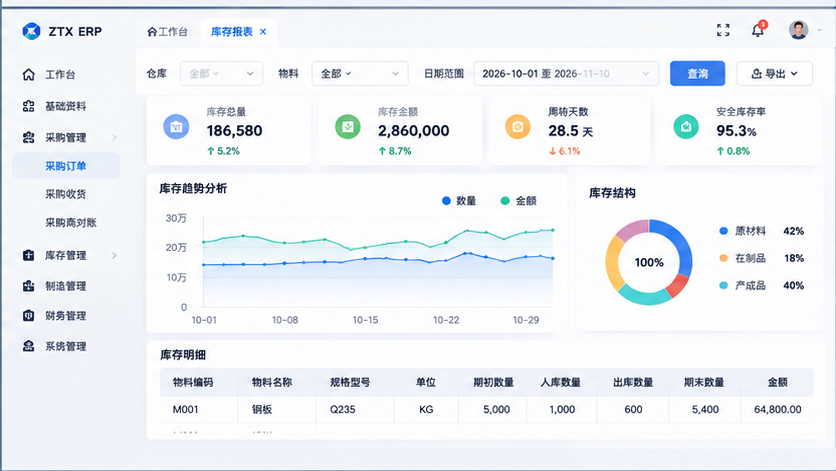 ZTX ERP
工作台
库存报表 ×
3
工作台
基础资料
采购管理
采购订单
采购收货
采购商对账
库存管理
制造管理
财务管理
系统管理
仓库 全部
物料 全部
日期范围 2026-10-01 至 2026-11-10
查询
导出
库存总量
186,580
↑ 5.2%
库存金额
2,860,000
↑ 8.7%
天数
28.5 天
↓ 6.1%
安全库存率
95.3%
↑ 0.8%
库存趋势分析
数量 金额
30万
20万
10万
0
10-01 10-08 10-15 10-22 10-29
库存结构
100%
原材料 42%
在制品 18%
产成品 40%
库存明细
物料编码 物料名称 规格型号 单位 期初数量 入库数量 出库数量 期末数量 金额
M001 钢板 Q235 KG 5,000 1,000 600 5,400 64,800.00